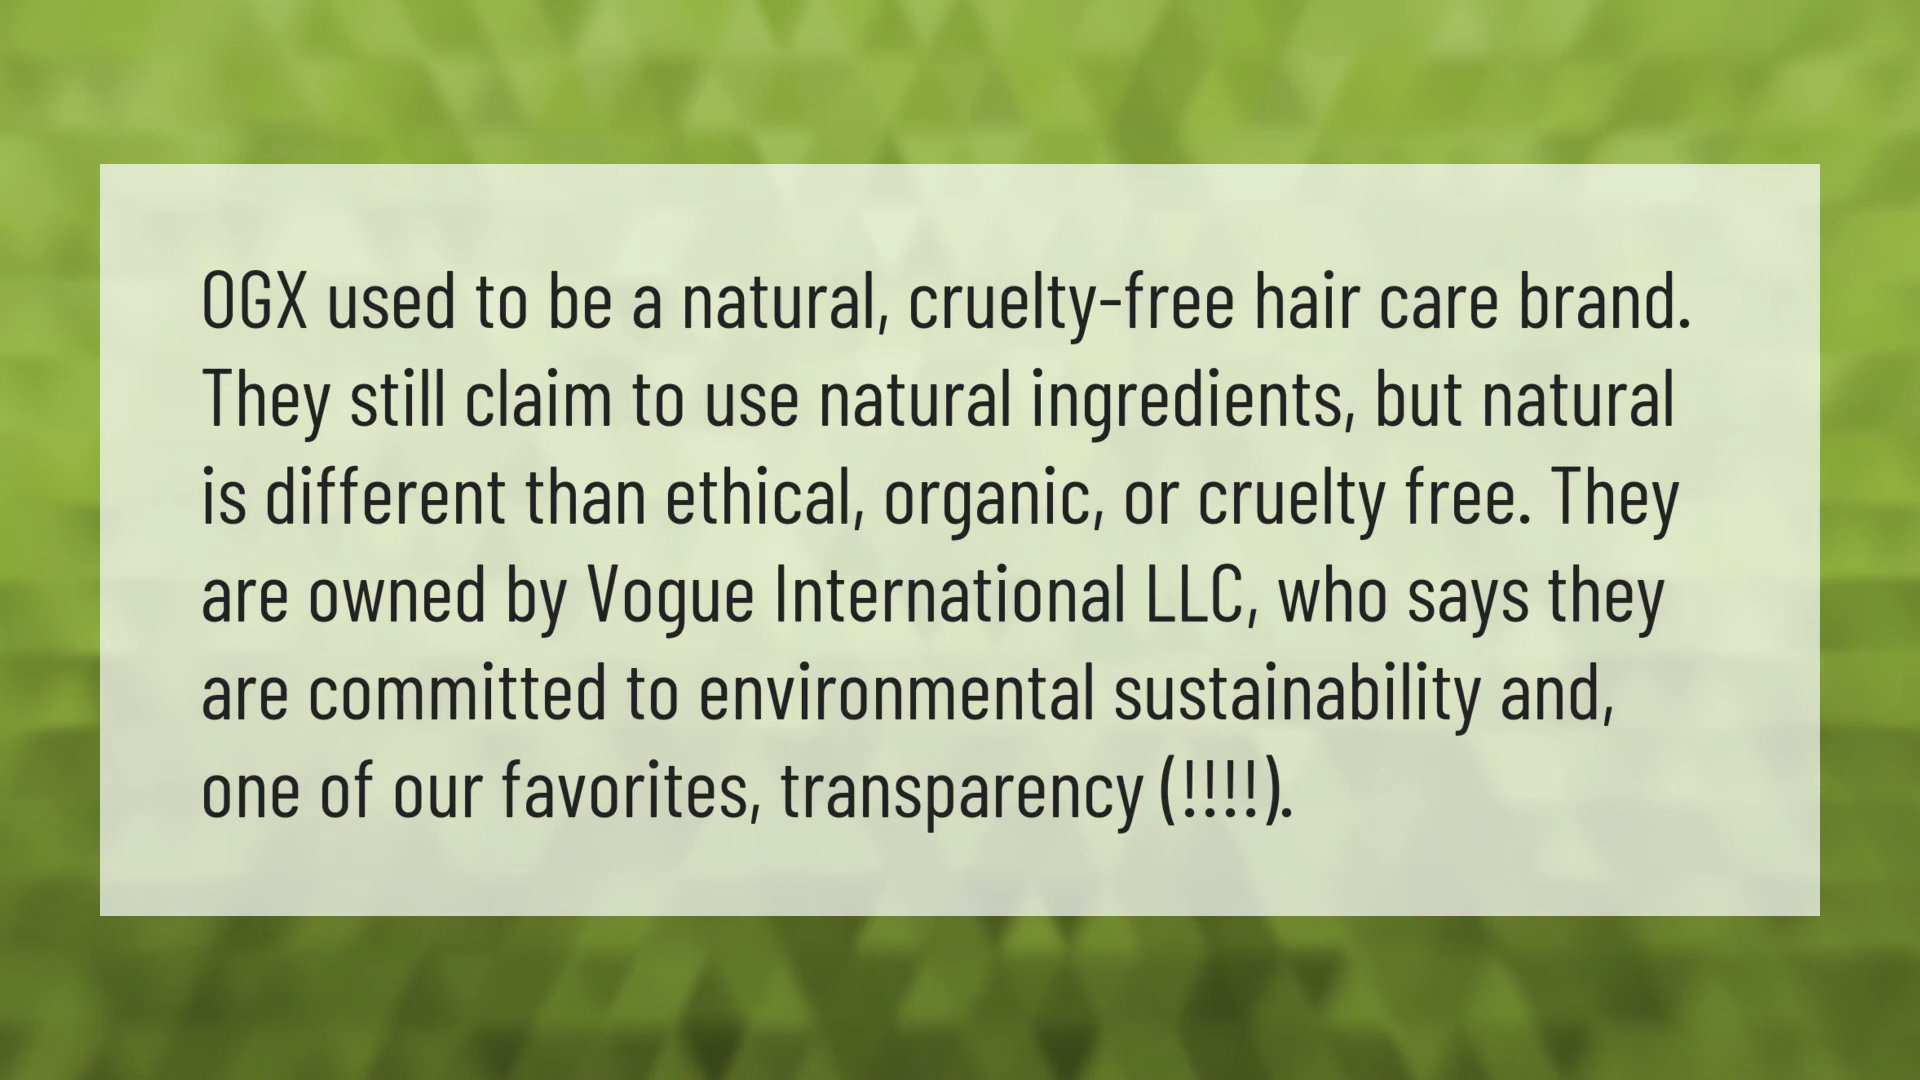 OGX used to be a natural, cruelty-free hair care brand.
They still claim to use natural ingredients, but natural
is different than ethical, organic, or cruelty free. They
are owned by Vogue International LLC, who says they
are committed to environmental sustainability and,
one of our favorites, transparency (!!!!).